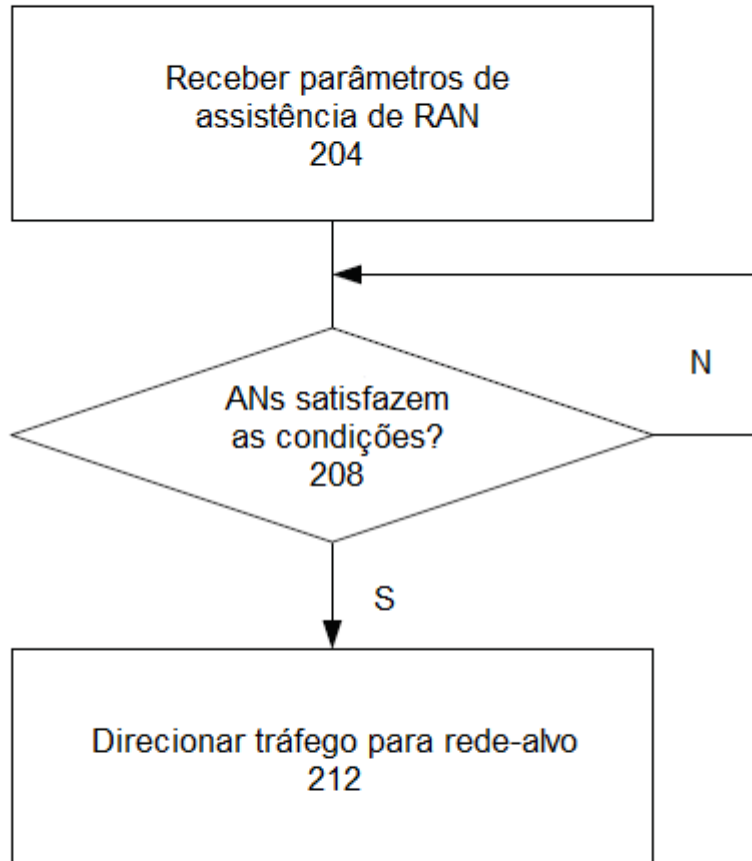 Receber parâmetros de
assistência de RAN
204
N
ANs satisfazem
as condições?
208
S
Direcionar tráfego para rede-alvo
212